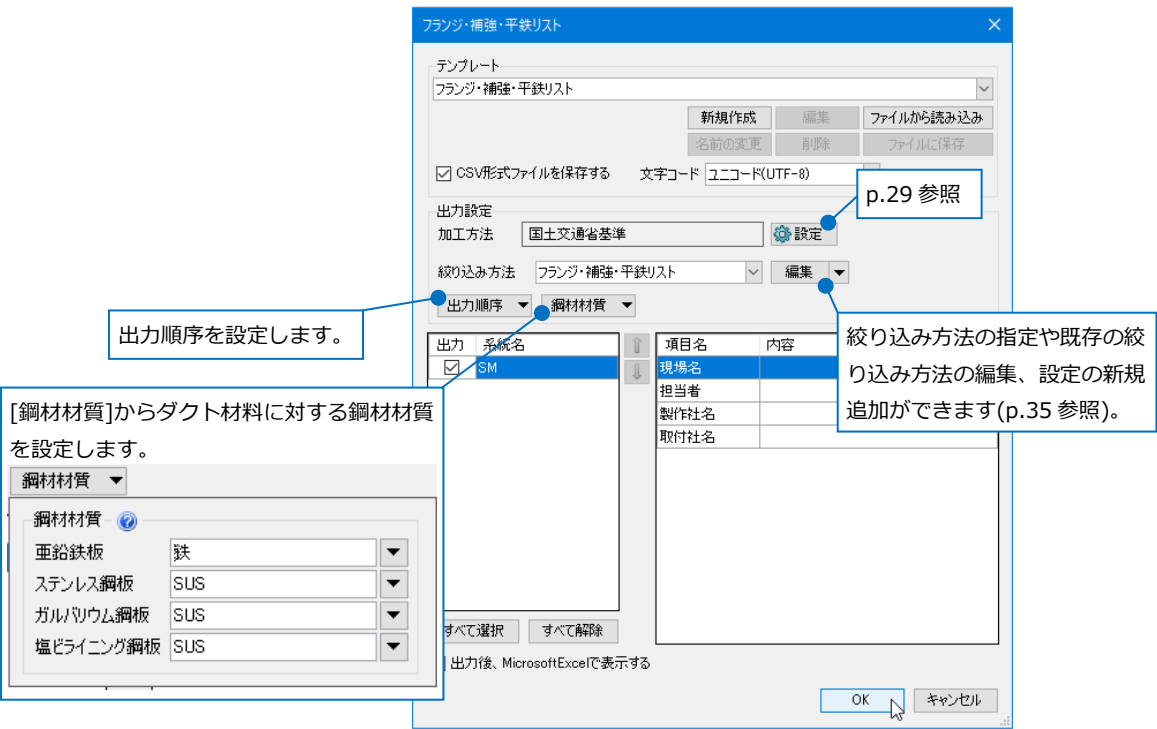 フランジ・補強・平鉄リスト
テンプレート
フランジ・補強・平鉄リスト
新規作成 編集 ファイルから読み込み
名前の変更 削除 ファイルに保存
CSV形式ファイルを保存する 文字コード ユニコード(UTF-8)
p.29 参照
出力設定
加工方法 国土交通省基準 設定
絞り込み方法 フランジ・補強・平鉄リスト 編集
出力順序 鋼材材質
出力順序を設定します。
絞り込み方法の指定や既存の絞
り込み方法の編集、設定の新規
追加ができます(p.35 参照)。
出力 系統名 項目名 内容
SM 現場名
担当者
製作社名
取付社名
[鋼材材質]からダクト材料に対する鋼材材質
を設定します。
鋼材材質
鋼材材質
亜鉛鉄板 鉄
ステンレス鋼板 SUS
ガルバリウム鋼板 SUS
塩ビライニング鋼板 SUS
すべて選択 すべて解除
出力後、MicrosoftExcelで表示する
OK キャンセル